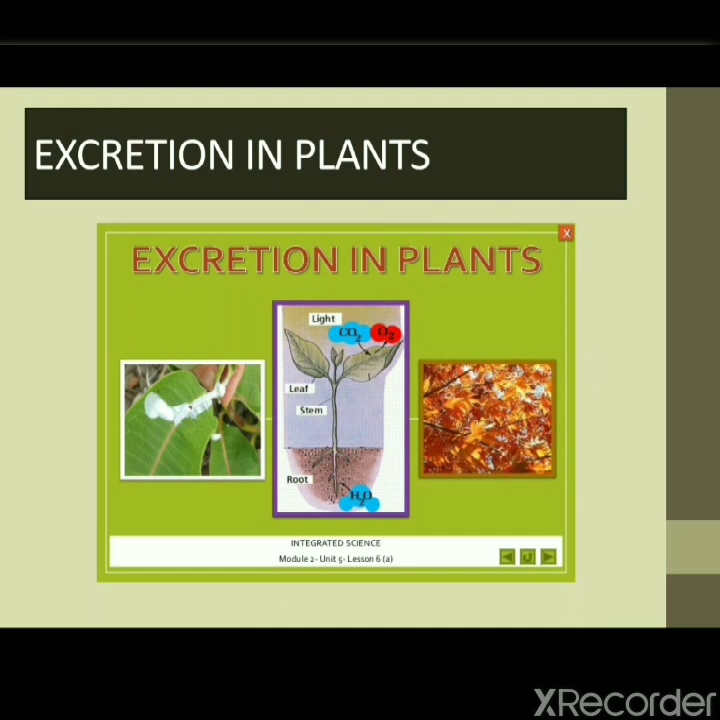 EXCRETION IN PLANTS
X
EXCRETION IN PLANTS
Light
CO2
O2
Leaf
Stem
Root
H2O
INTEGRATED SCIENCE
Module 2- Unit 5- Lesson 6 (a)
XRecorder